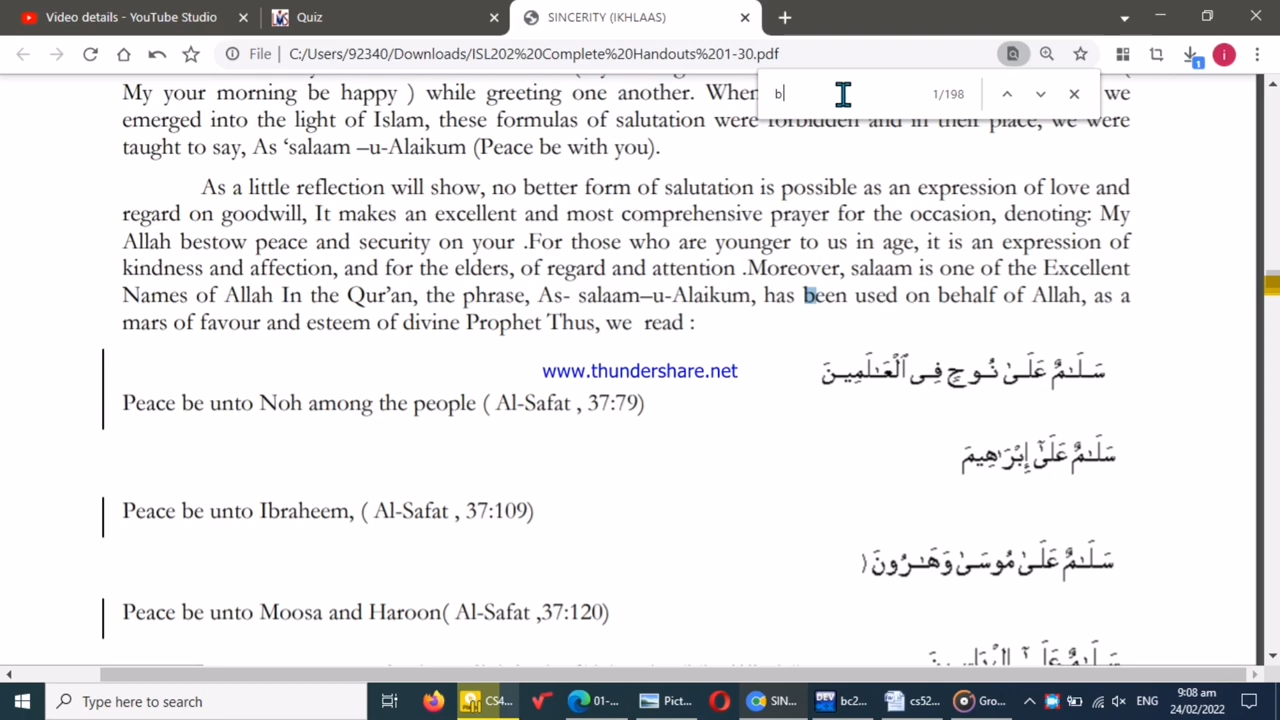 Video details - YouTube Studio
Quiz
SINCERITY (IKHLAAS)
File C:/Users/92340/Downloads/ISL202%20Complete%20Handouts%201-30.pdf
b 1/198
My your morning be happy ) while greeting one another. When we
emerged into the light of Islam, these formulas of salutation were forbidden and in their place, we were
taught to say, As ‘salaam –u-Alaikum (Peace be with you).
As a little reflection will show, no better form of salutation is possible as an expression of love and
regard on goodwill, It makes an excellent and most comprehensive prayer for the occasion, denoting: My
Allah bestow peace and security on your .For those who are younger to us in age, it is an expression of
kindness and affection, and for the elders, of regard and attention .Moreover, salaam is one of the Excellent
Names of Allah In the Qur’an, the phrase, As- salaam–u-Alaikum, has been used on behalf of Allah, as a
mars of favour and esteem of divine Prophet Thus, we read :
www.thundershare.net
سَلَـٰمٌ عَلَىٰ نُوحٍ فِى ٱلْعَـٰلَمِينَ
Peace be unto Noh among the people ( Al-Safat , 37:79)
سَلَـٰمٌ عَلَىٰٓ إِبْرَٰهِيمَ
Peace be unto Ibraheem, ( Al-Safat , 37:109)
سَلَـٰمٌ عَلَىٰ مُوسَىٰ وَهَـٰرُونَ (
Peace be unto Moosa and Haroon( Al-Safat ,37:120)
Type here to search
CS4...
01-...
Pict...
SIN...
DEV
bc2...
cs52...
Gro...
ENG
9:08 am
24/02/2022